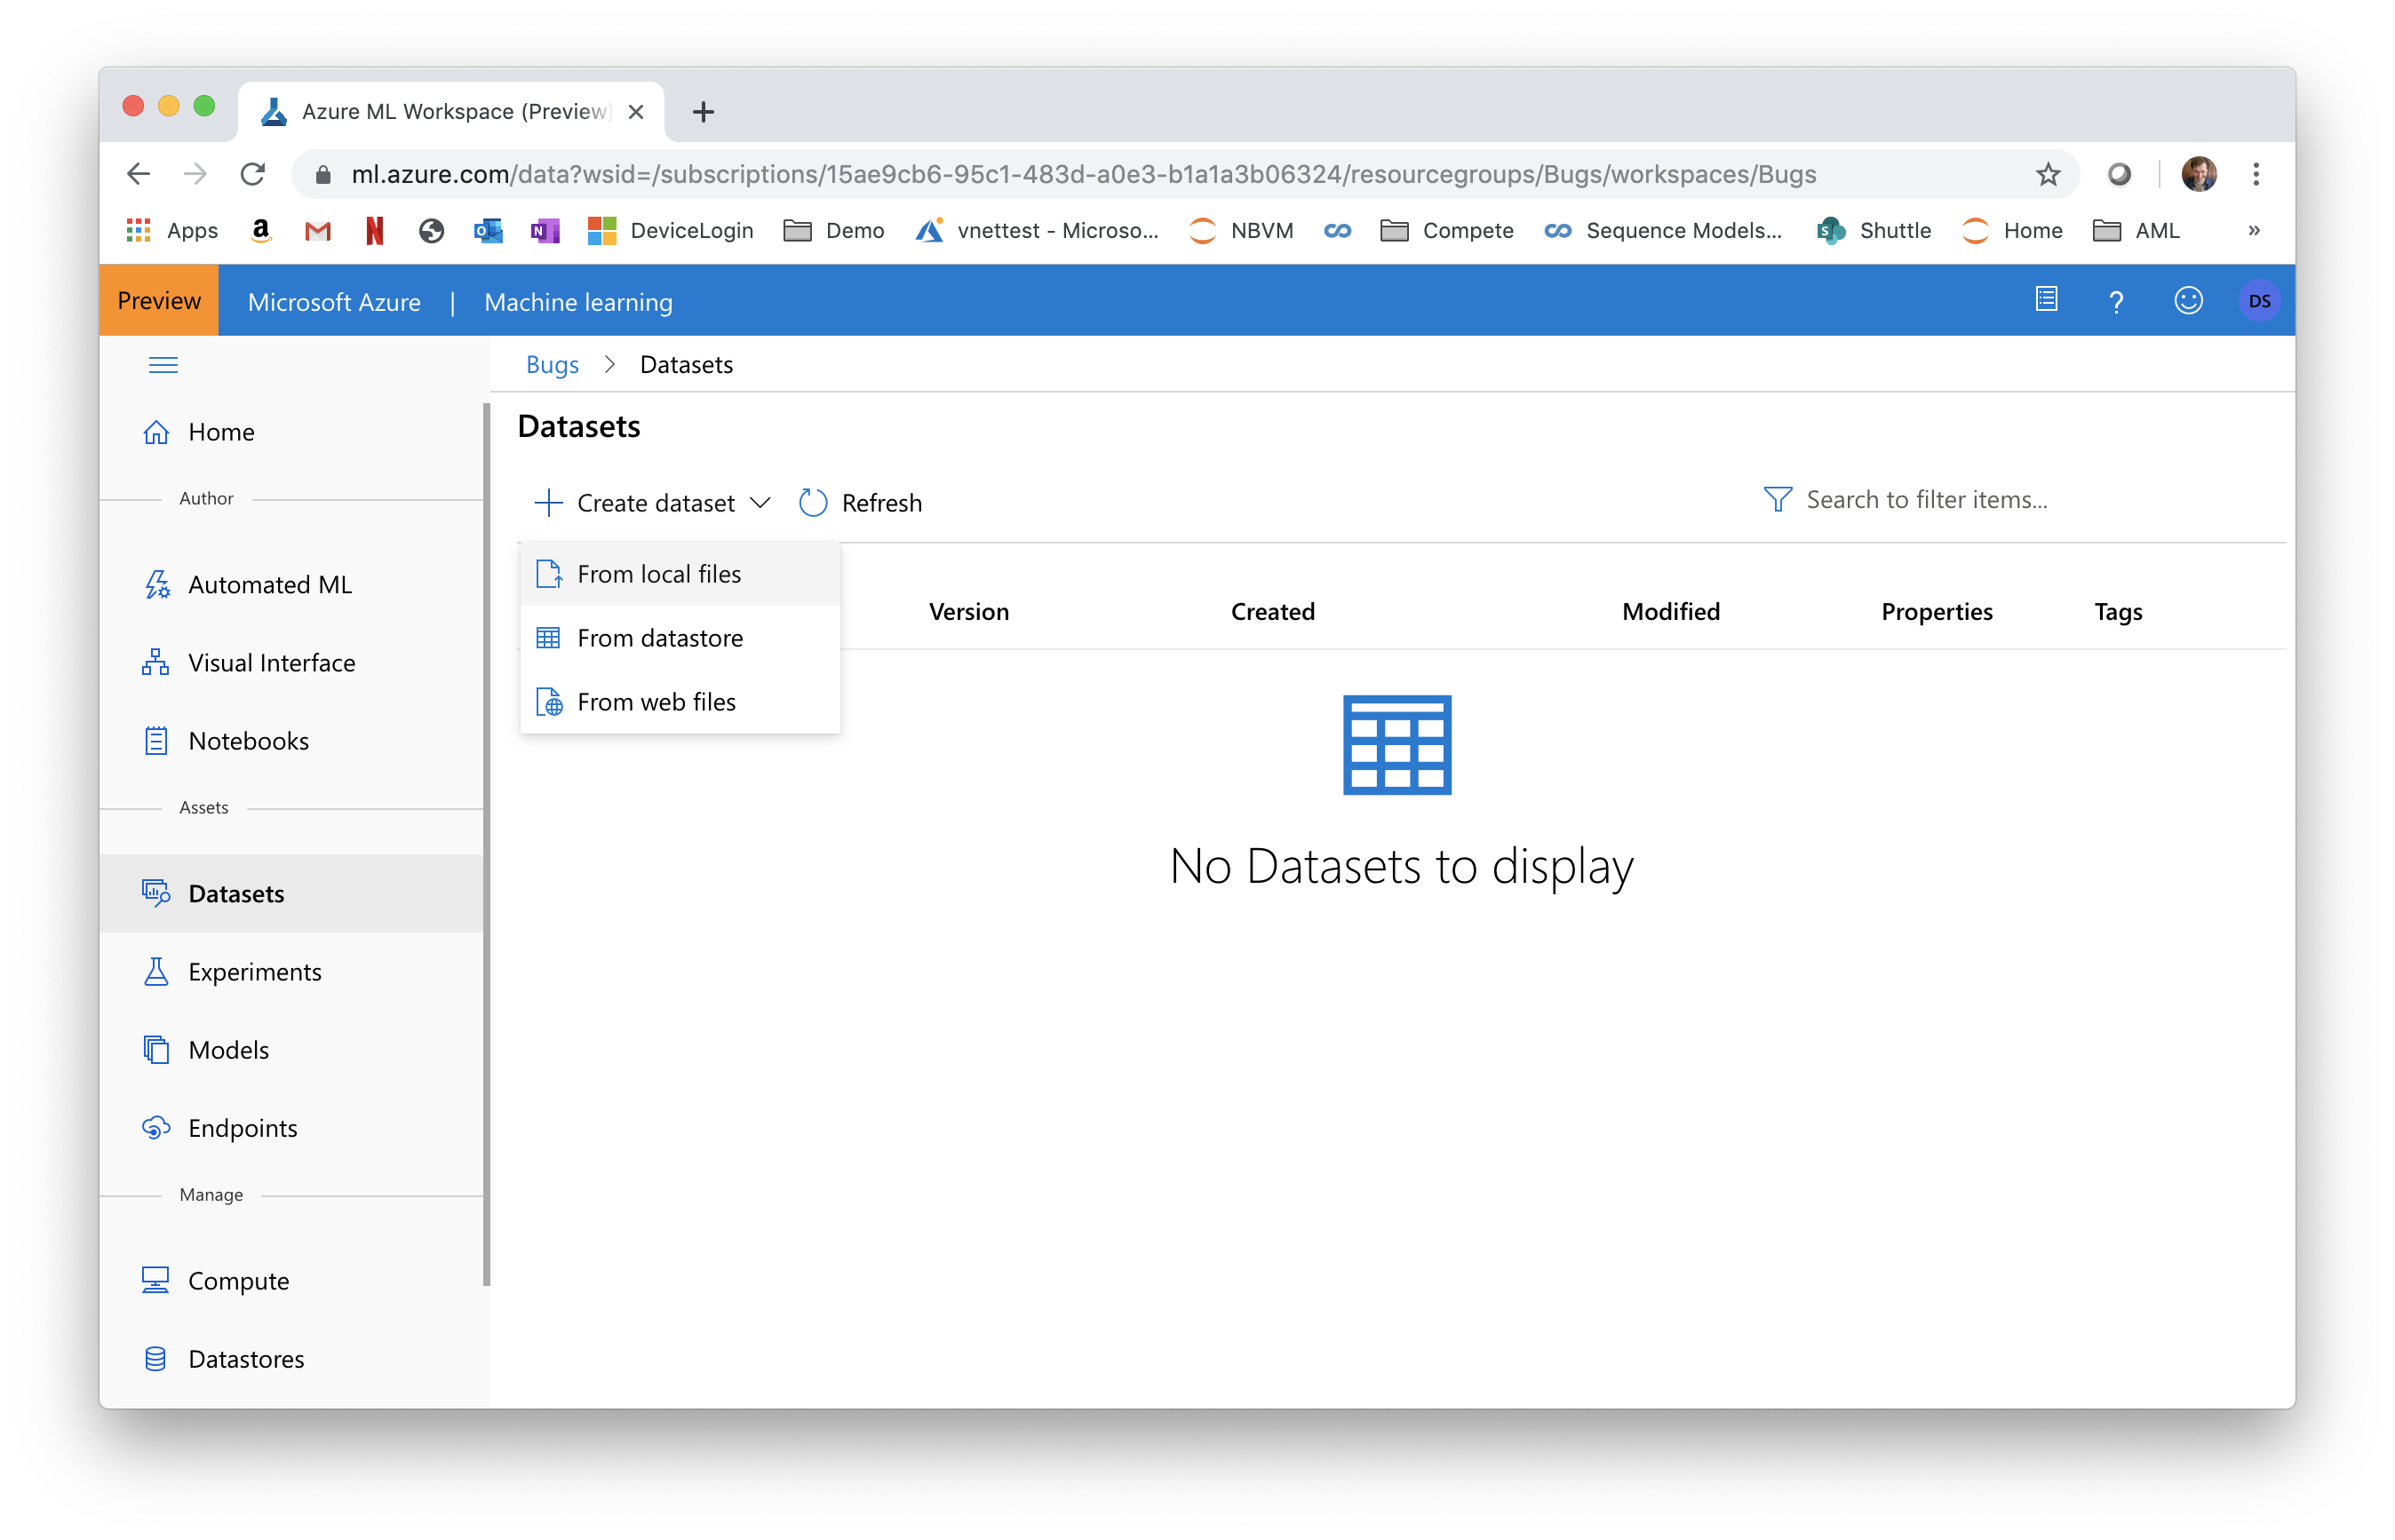 Azure ML Workspace (Preview)
ml.azure.com/data?wsid=/subscriptions/15ae9cb6-95c1-483d-a0e3-b1a1a3b06324/resourcegroups/Bugs/workspaces/Bugs
Apps DeviceLogin Demo vnettest - Microso... NBVM Compete Sequence Models... Shuttle Home AML »
Preview Microsoft Azure | Machine learning ? DS
Bugs > Datasets
Home
Author
Automated ML
Visual Interface
Notebooks
Assets
Datasets
Experiments
Models
Endpoints
Manage
Compute
Datastores
Datasets
Create dataset Refresh Search to filter items...
From local files
From datastore
From web files
Version Created Modified Properties Tags
No Datasets to display